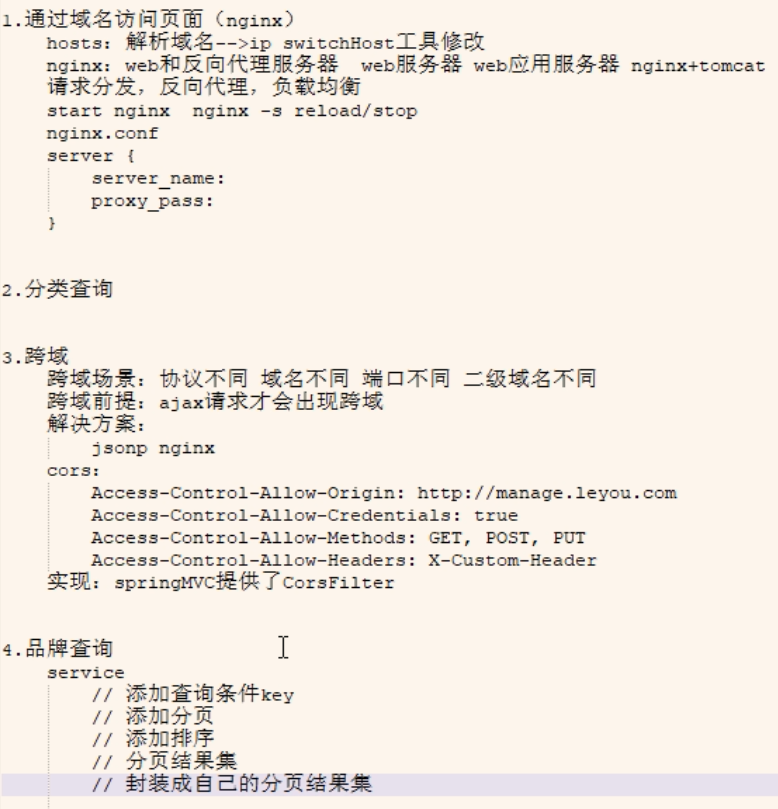 1.通过域名访问页面（nginx）
hosts: 解析域名-->ip switchHost工具修改
nginx: web和反向代理服务器 web服务器 web应用服务器 nginx+tomcat
请求分发，反向代理，负载均衡
start nginx nginx -s reload/stop
nginx.conf
server {
server_name:
proxy_pass:
}
2.分类查询
3.跨域
跨域场景：协议不同 域名不同 端口不同 二级域名不同
跨域前提：ajax请求才会出现跨域
解决方案：
jsonp nginx
cors:
Access-Control-Allow-Origin: http://manage.leyou.com
Access-Control-Allow-Credentials: true
Access-Control-Allow-Methods: GET, POST, PUT
Access-Control-Allow-Headers: X-Custom-Header
实现：springMVC提供了CorsFilter
4.品牌查询
service
// 添加查询条件key
// 添加分页
// 添加排序
// 分页结果集
// 封装成自己的分页结果集